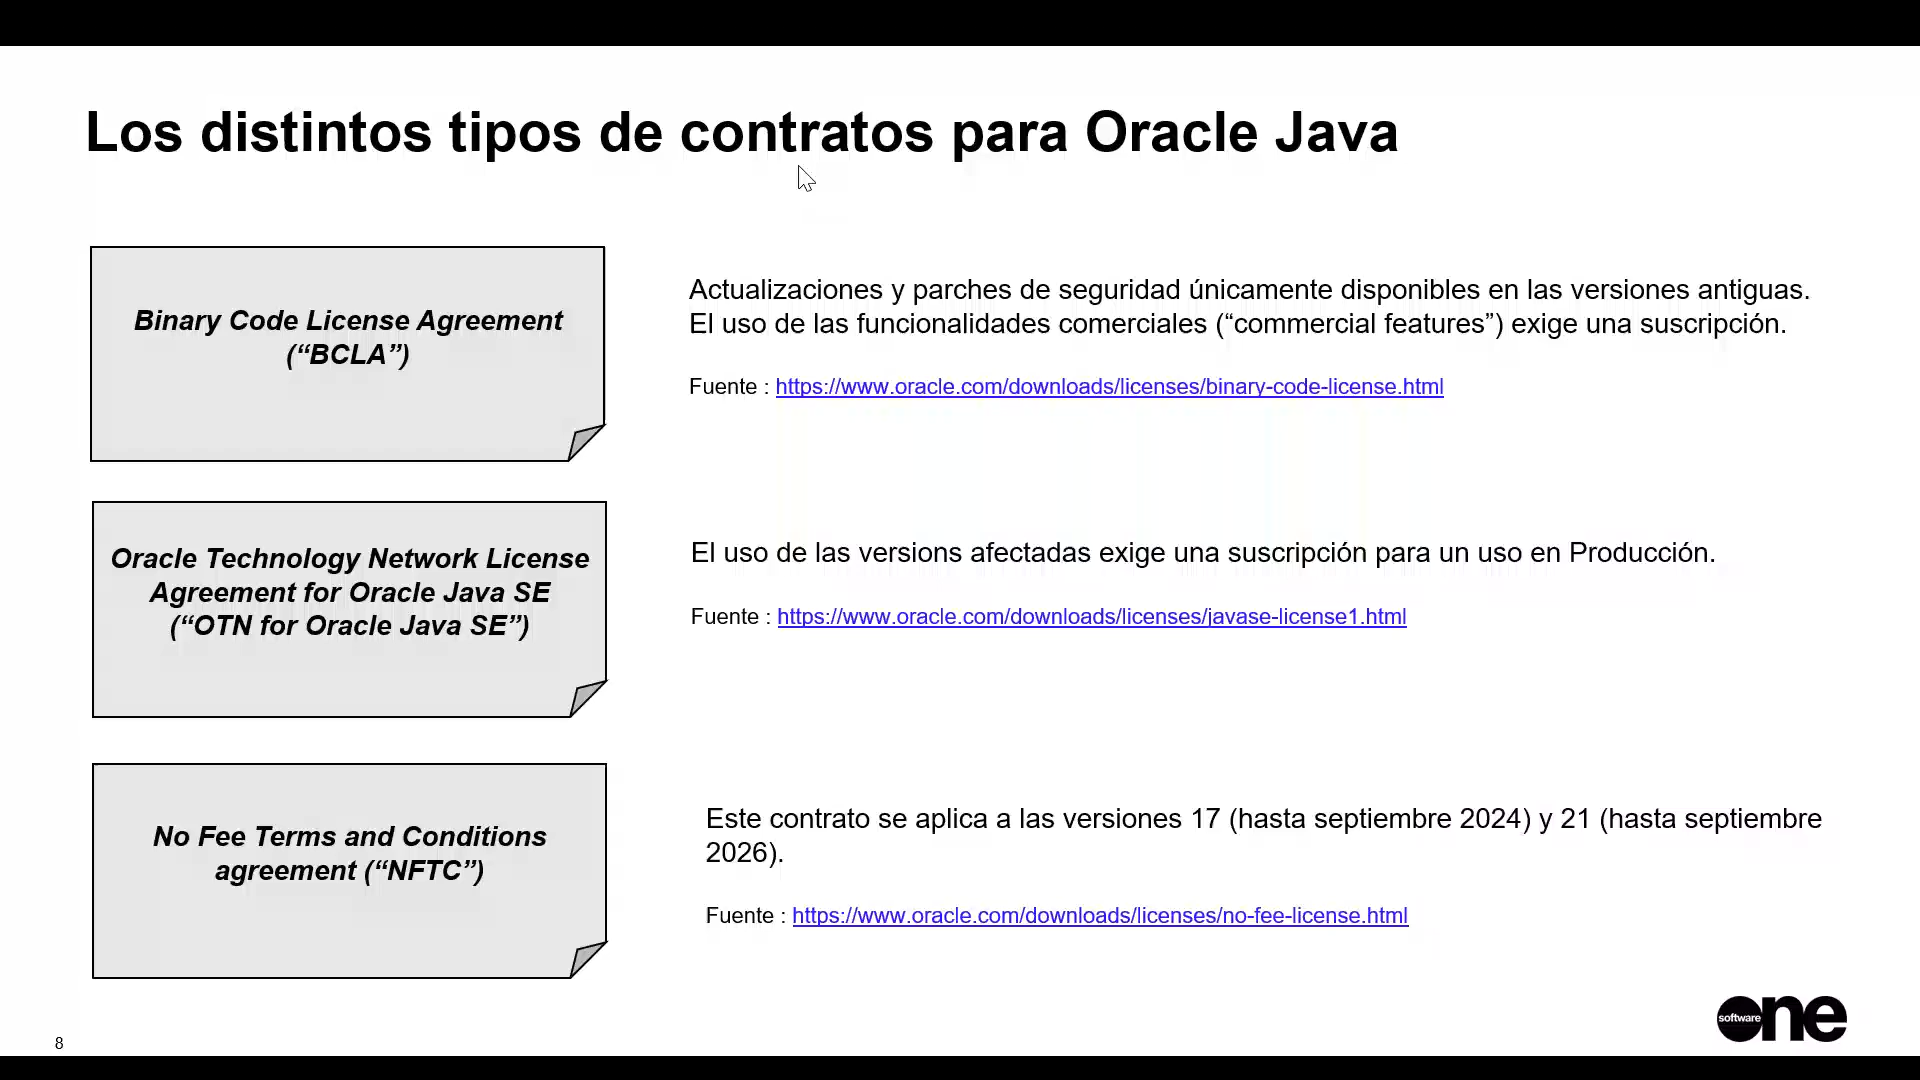 Los distintos tipos de contratos para Oracle Java
Binary Code License Agreement
(“BCLA”)
Actualizaciones y parches de seguridad únicamente disponibles en las versiones antiguas.
El uso de las funcionalidades comerciales (“commercial features”) exige una suscripción.
Fuente : https://www.oracle.com/downloads/licenses/binary-code-license.html
Oracle Technology Network License
Agreement for Oracle Java SE
(“OTN for Oracle Java SE”)
El uso de las versions afectadas exige una suscripción para un uso en Producción.
Fuente : https://www.oracle.com/downloads/licenses/javase-license1.html
No Fee Terms and Conditions
agreement (“NFTC”)
Este contrato se aplica a las versiones 17 (hasta septiembre 2024) y 21 (hasta septiembre
2026).
Fuente : https://www.oracle.com/downloads/licenses/no-fee-license.html
software one
8